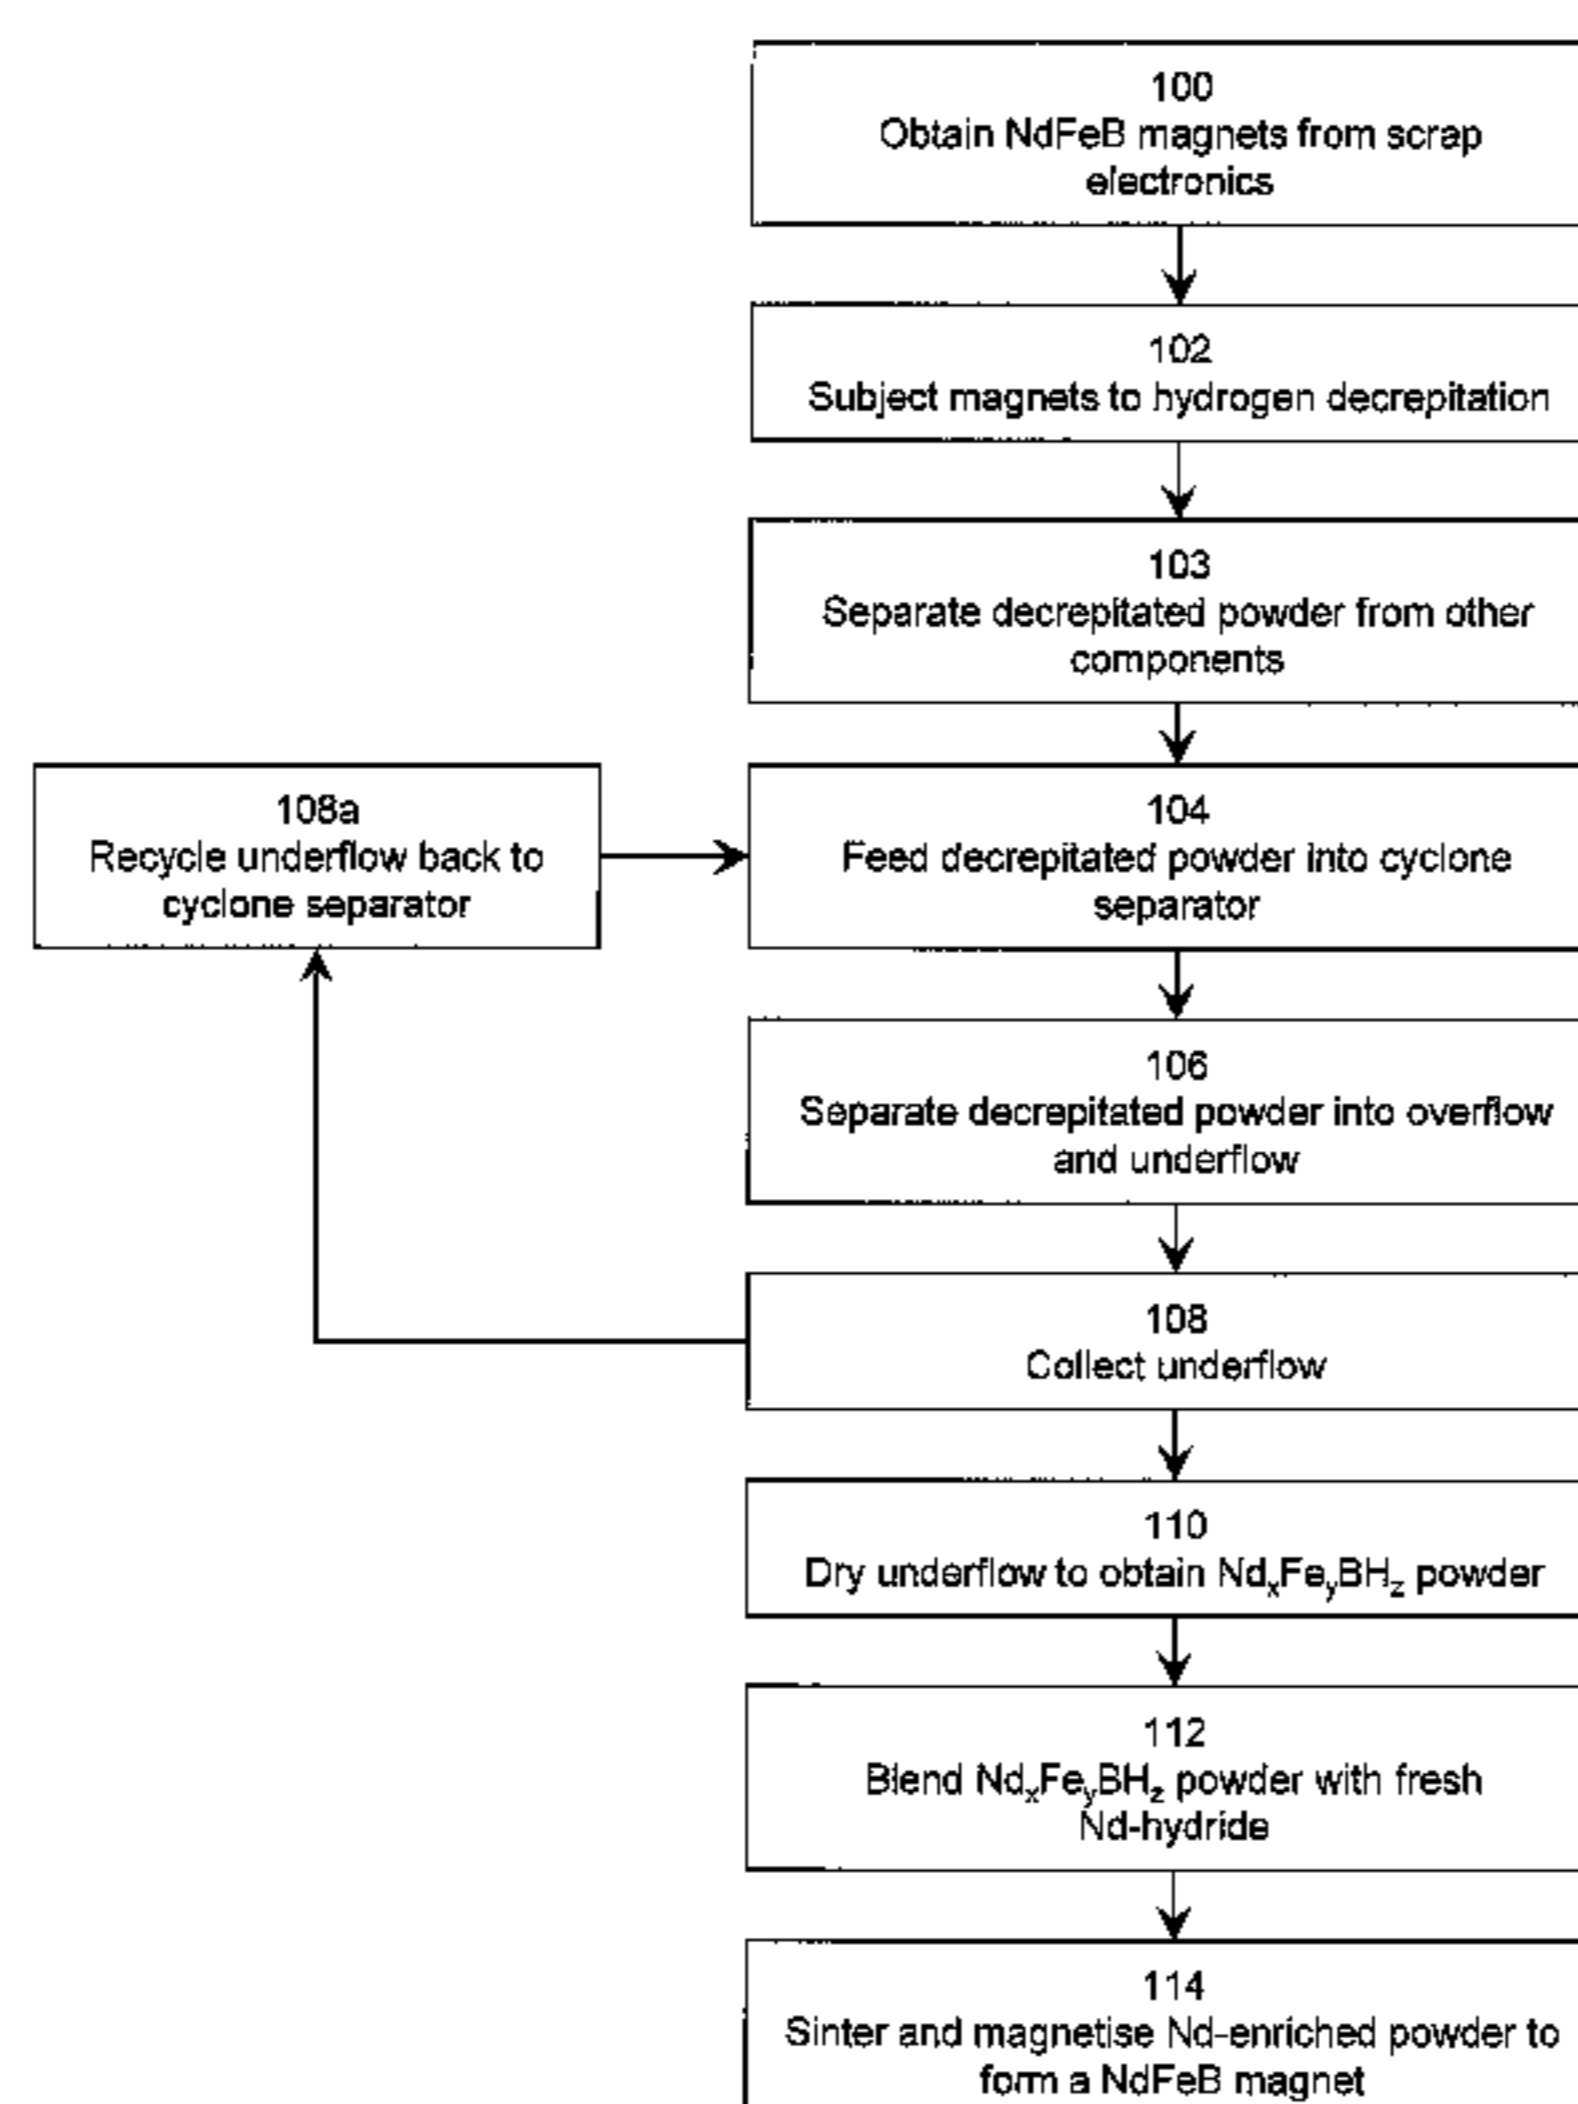 100
Obtain NdFeB magnets from scrap
electronics
102
Subject magnets to hydrogen decrepitation
103
Separate decrepitated powder from other
components
108a
Recycle underflow back to
cyclone separator
104
Feed decrepitated powder into cyclone
separator
106
Separate decrepitated powder into overflow
and underflow
108
Collect underflow
110
Dry underflow to obtain NdₓFeᵧBH_z powder
112
Blend NdₓFeᵧBH_z powder with fresh
Nd-hydride
114
Sinter and magnetise Nd-enriched powder to
form a NdFeB magnet